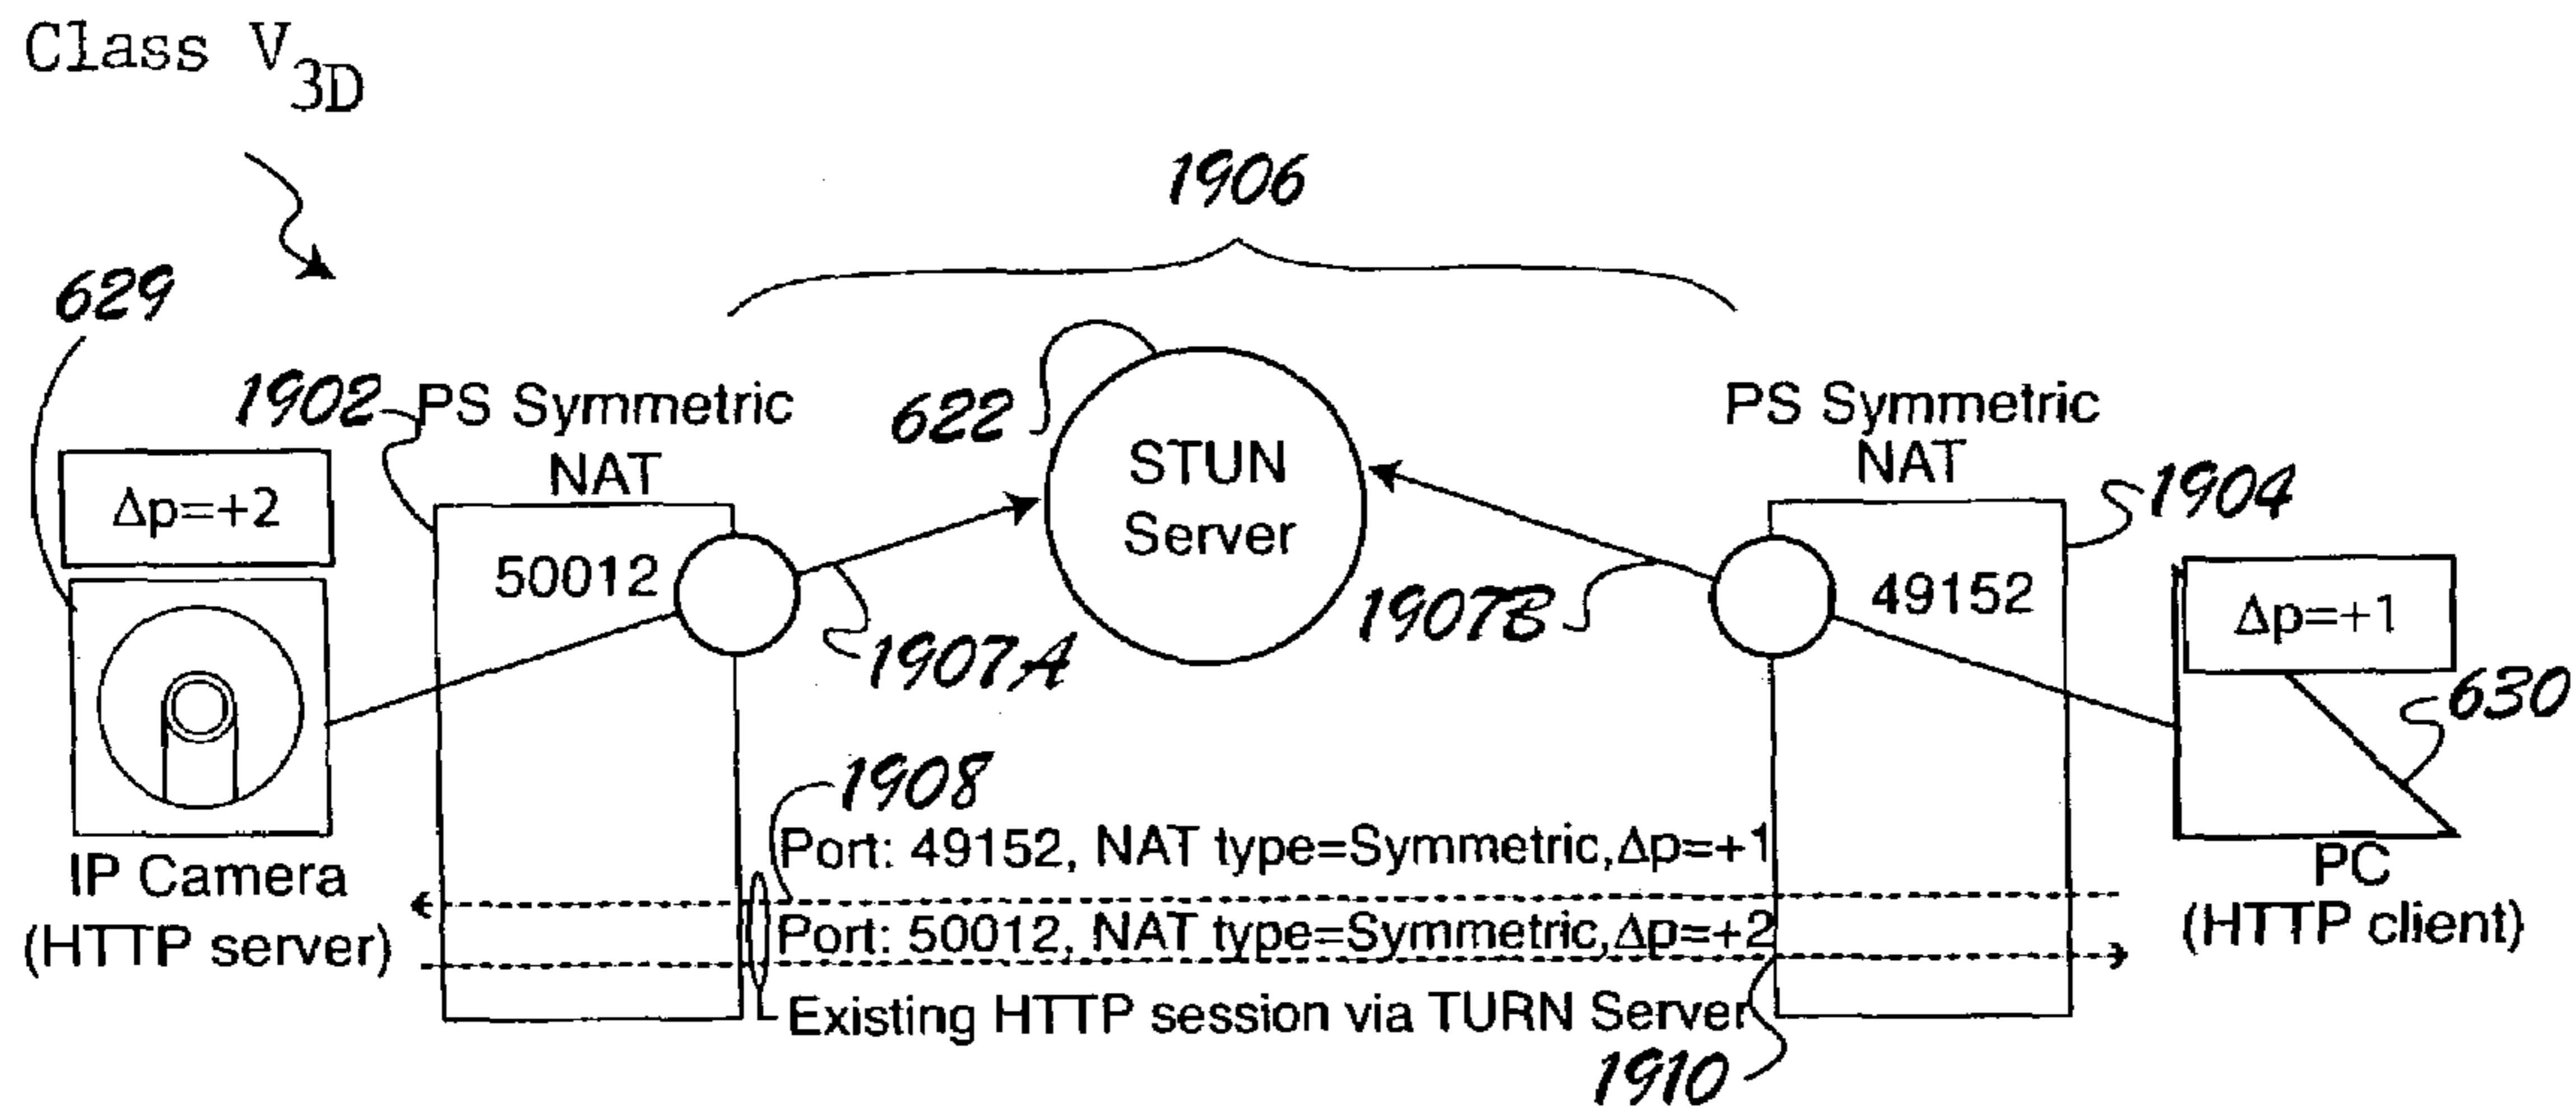 Class V3D
1906
629
1902
PS Symmetric
NAT
622
STUN
Server
PS Symmetric
NAT
1904
Δp=+2
50012
1907A
1907B
49152
Δp=+1
630
1908
Port: 49152, NAT type=Symmetric,Δp=+1
IP Camera
(HTTP server)
PC
(HTTP client)
Port: 50012, NAT type=Symmetric,Δp=+2
Existing HTTP session via TURN Server
1910